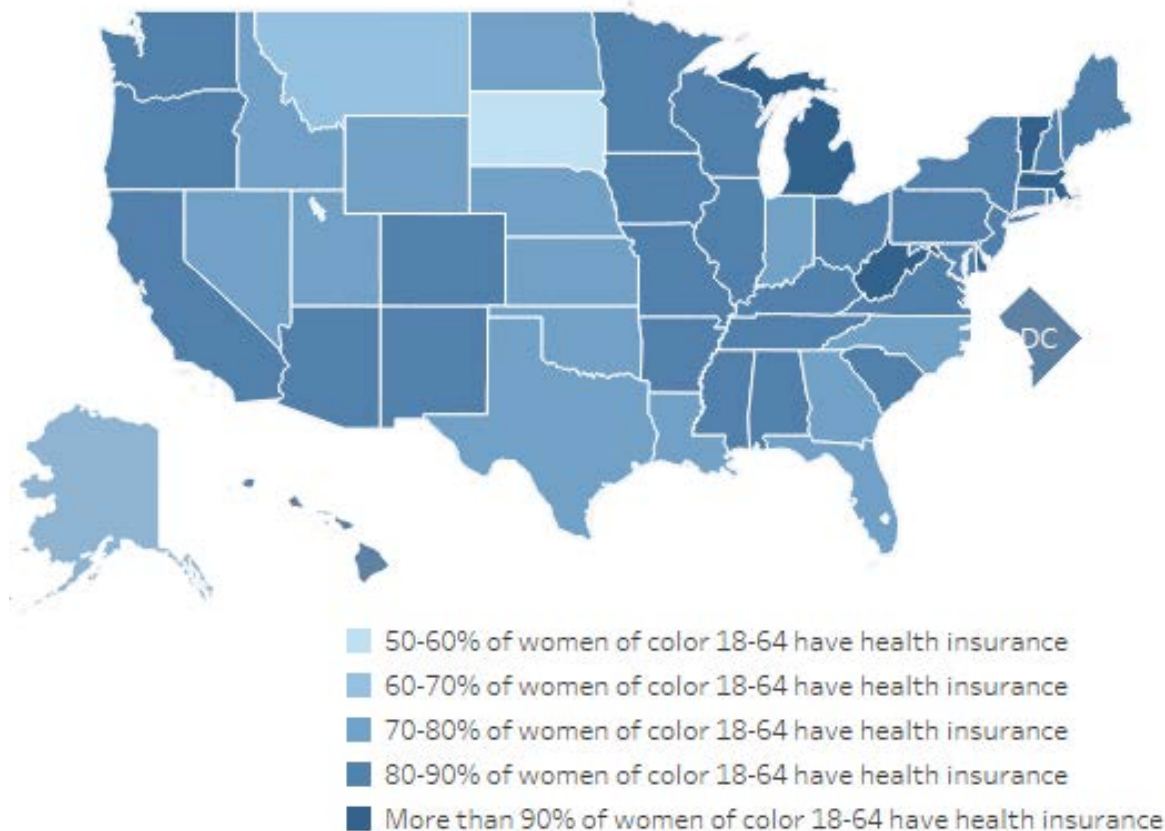 DC
50-60% of women of color 18-64 have health insurance
60-70% of women of color 18-64 have health insurance
70-80% of women of color 18-64 have health insurance
80-90% of women of color 18-64 have health insurance
More than 90% of women of color 18-64 have health insurance